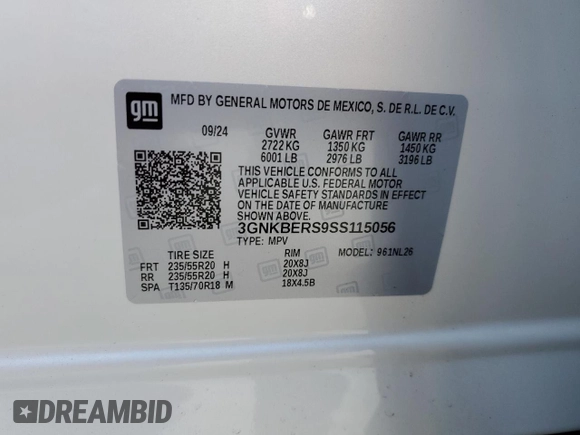 gm
MFD BY GENERAL MOTORS DE MEXICO, S. DE R.L. DE C.V.
09/24 GVWR GAWR FRT GAWR RR
2722 KG 1350 KG 1450 KG
6001 LB 2976 LB 3196 LB
THIS VEHICLE CONFORMS TO ALL
APPLICABLE U.S. FEDERAL MOTOR
VEHICLE SAFETY STANDARDS IN EFFECT
ON THE DATE OF MANUFACTURE
SHOWN ABOVE.
3GNKBERS9SS115056
TYPE: MPV MODEL: 961NL26
TIRE SIZE RIM
FRT 235/55R20 H 20X8J
RR 235/55R20 H 20X8J
SPA T135/70R18 M 18X4.5B
DREAMBID